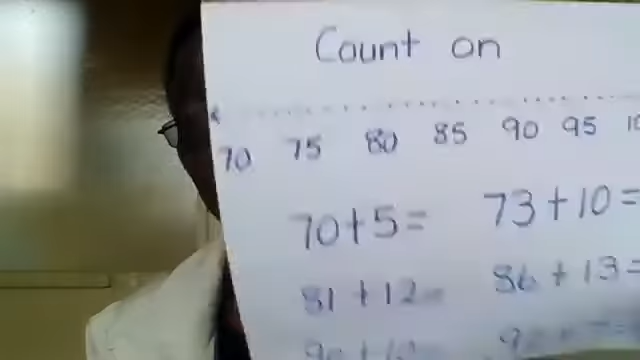 Count on
70 75 80 85 90 95
70+5= 73+10=
81+12= 86+13=